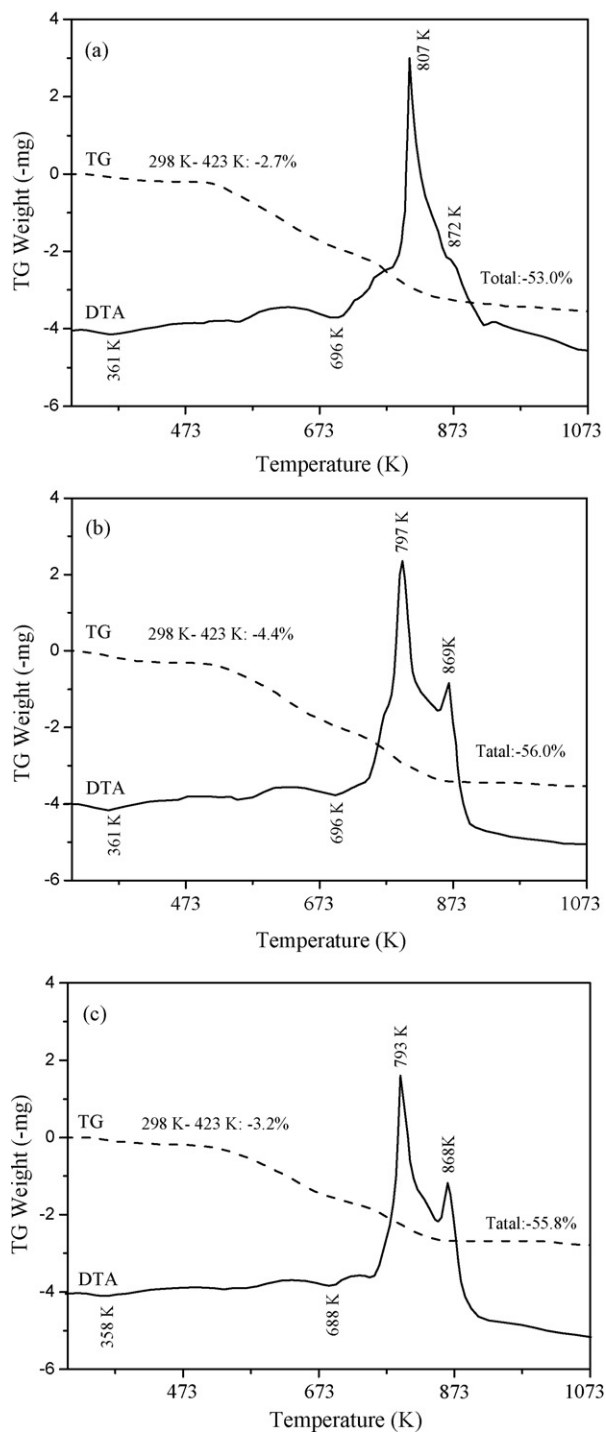 4
(a)
807 K
2
TG
298 K- 423 K: -2.7%
0
872 K
-2
Total:-53.0%
DTA
-4
361 K
696 K
-6
473
673
873
1073
TG Weight (-mg)
Temperature (K)
4
(b)
797 K
2
TG
298 K- 423 K: -4.4%
0
869K
-2
Tatal:-56.0%
DTA
-4
361 K
696 K
-6
473
673
873
1073
TG Weight (-mg)
Temperature (K)
4
(c)
793 K
2
TG
298 K- 423 K: -3.2%
0
868K
-2
Tatal:-55.8%
DTA
-4
358 K
688 K
-6
473
673
873
1073
TG Weight (-mg)
Temperature (K)